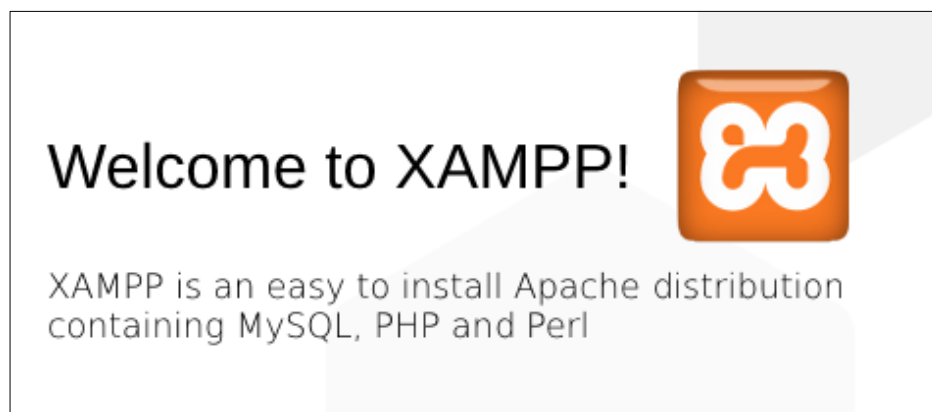 Welcome to XAMPP!
XAMPP is an easy to install Apache distribution
containing MySQL, PHP and Perl